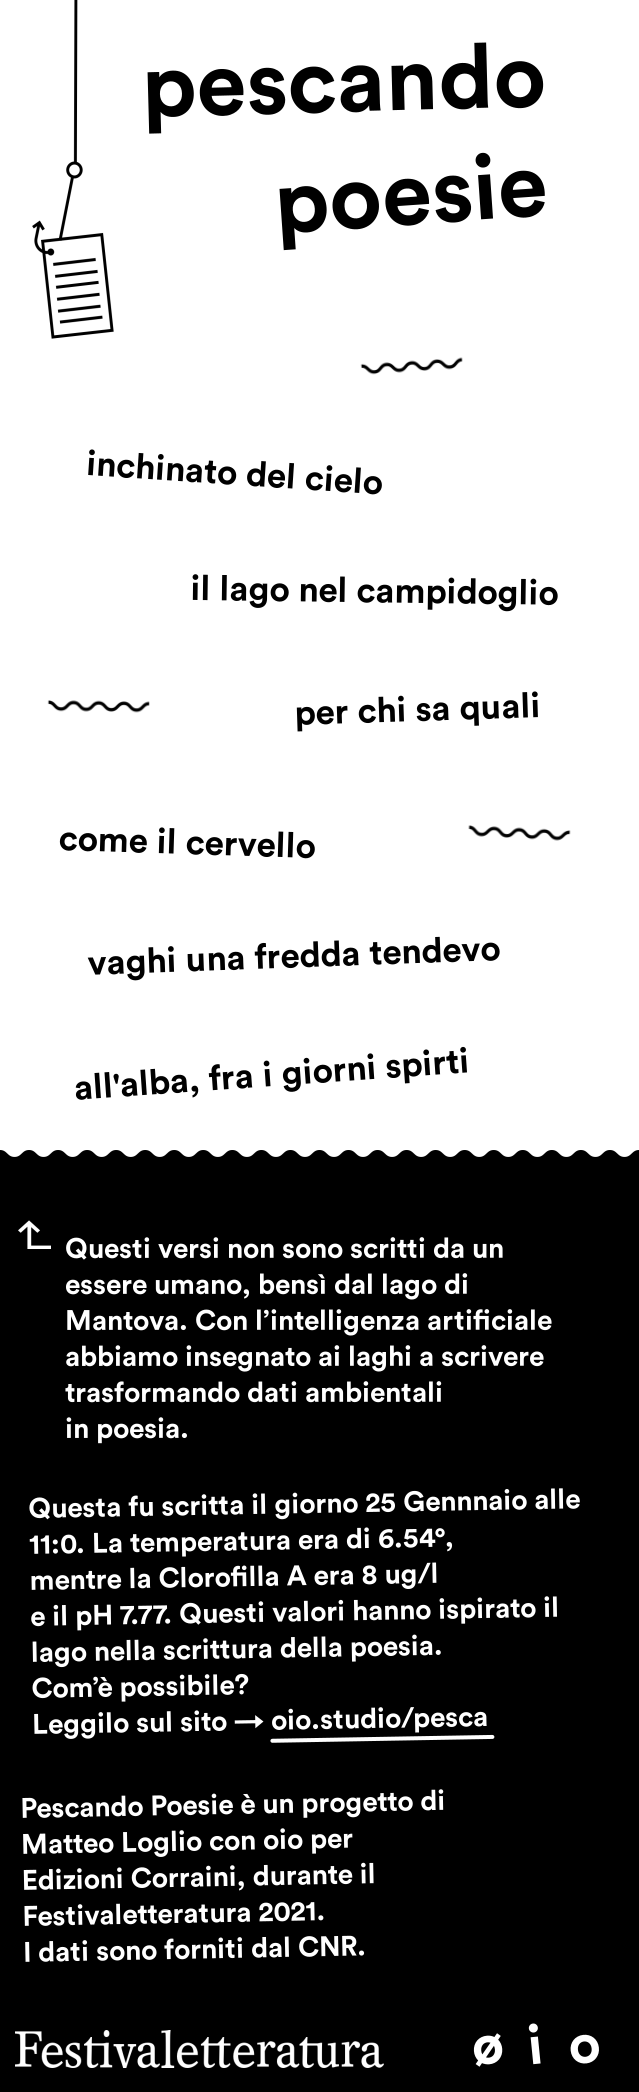 pescando
poesie
inchinato del cielo
il lago nel campidoglio
per chi sa quali
come il cervello
vaghi una fredda tendevo
all'alba, fra i giorni spirti
Questi versi non sono scritti da un
essere umano, bensì dal lago di
Mantova. Con l’intelligenza artificiale
abbiamo insegnato ai laghi a scrivere
trasformando dati ambientali
in poesia.
Questa fu scritta il giorno 25 Gennnaio alle
11:0. La temperatura era di 6.54°,
mentre la Clorofilla A era 8 ug/l
e il pH 7.77. Questi valori hanno ispirato il
lago nella scrittura della poesia.
Com’è possibile?
Leggilo sul sito → oio.studio/pesca
Pescando Poesie è un progetto di
Matteo Loglio con oio per
Edizioni Corraini, durante il
Festivaletteratura 2021.
I dati sono forniti dal CNR.
Festivaletteratura øio